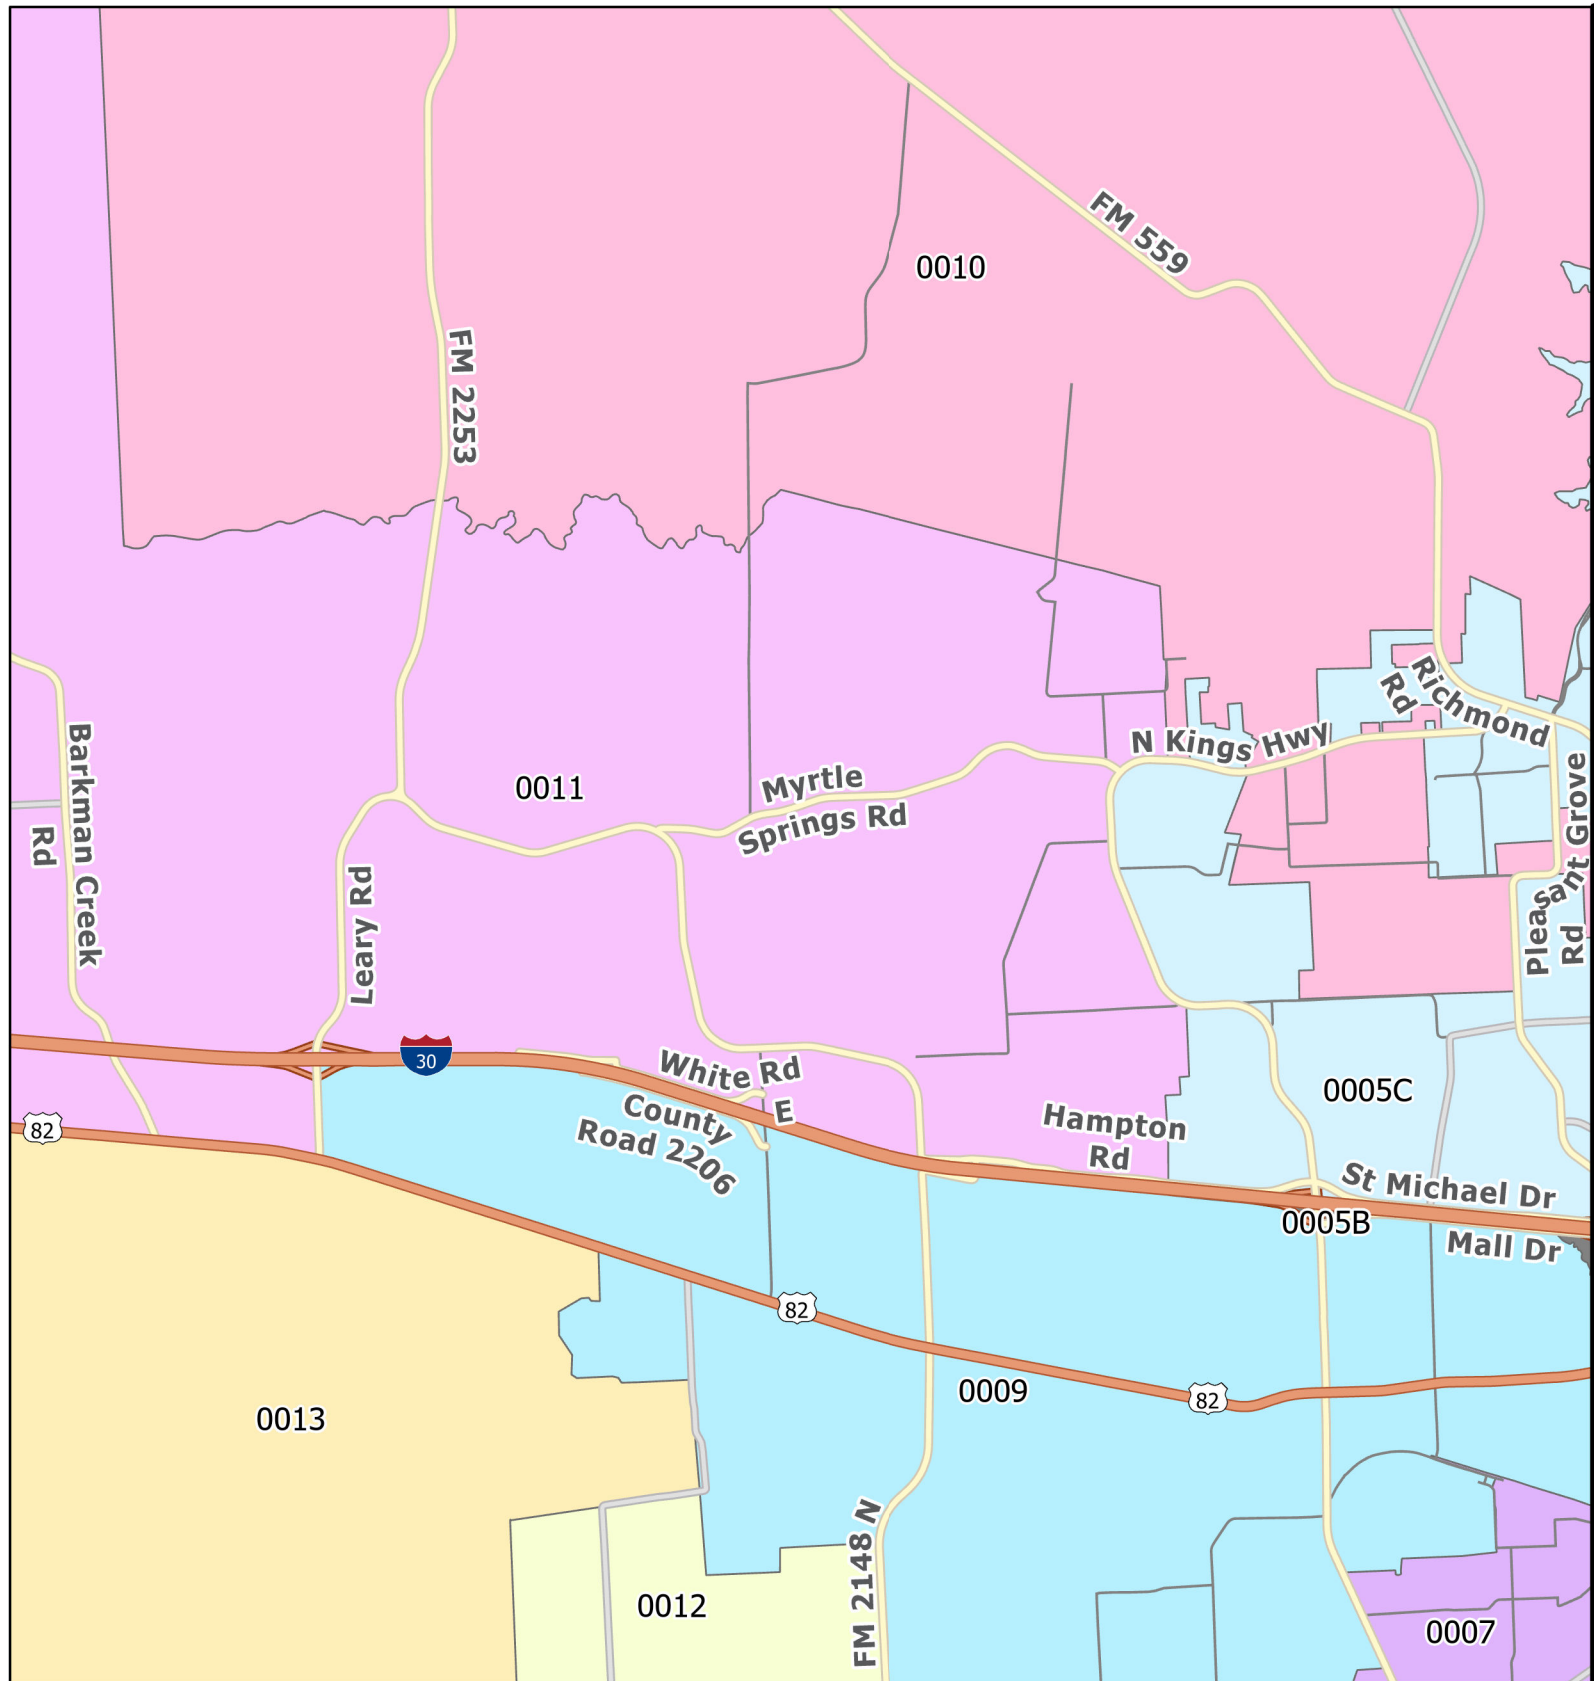 FM 559
0010
FM 2253
Richmond
Rd
N Kings Hwy
Barkman Creek
Rd
0011
Myrtle
Springs Rd
Pleasant Grove
Rd
Leary Rd
30
White Rd
E
0005C
County
Road 2206
Hampton
Rd
82
St Michael Dr
0005B
Mall Dr
82
0009
82
0013
FM 2148 N
0012
0007